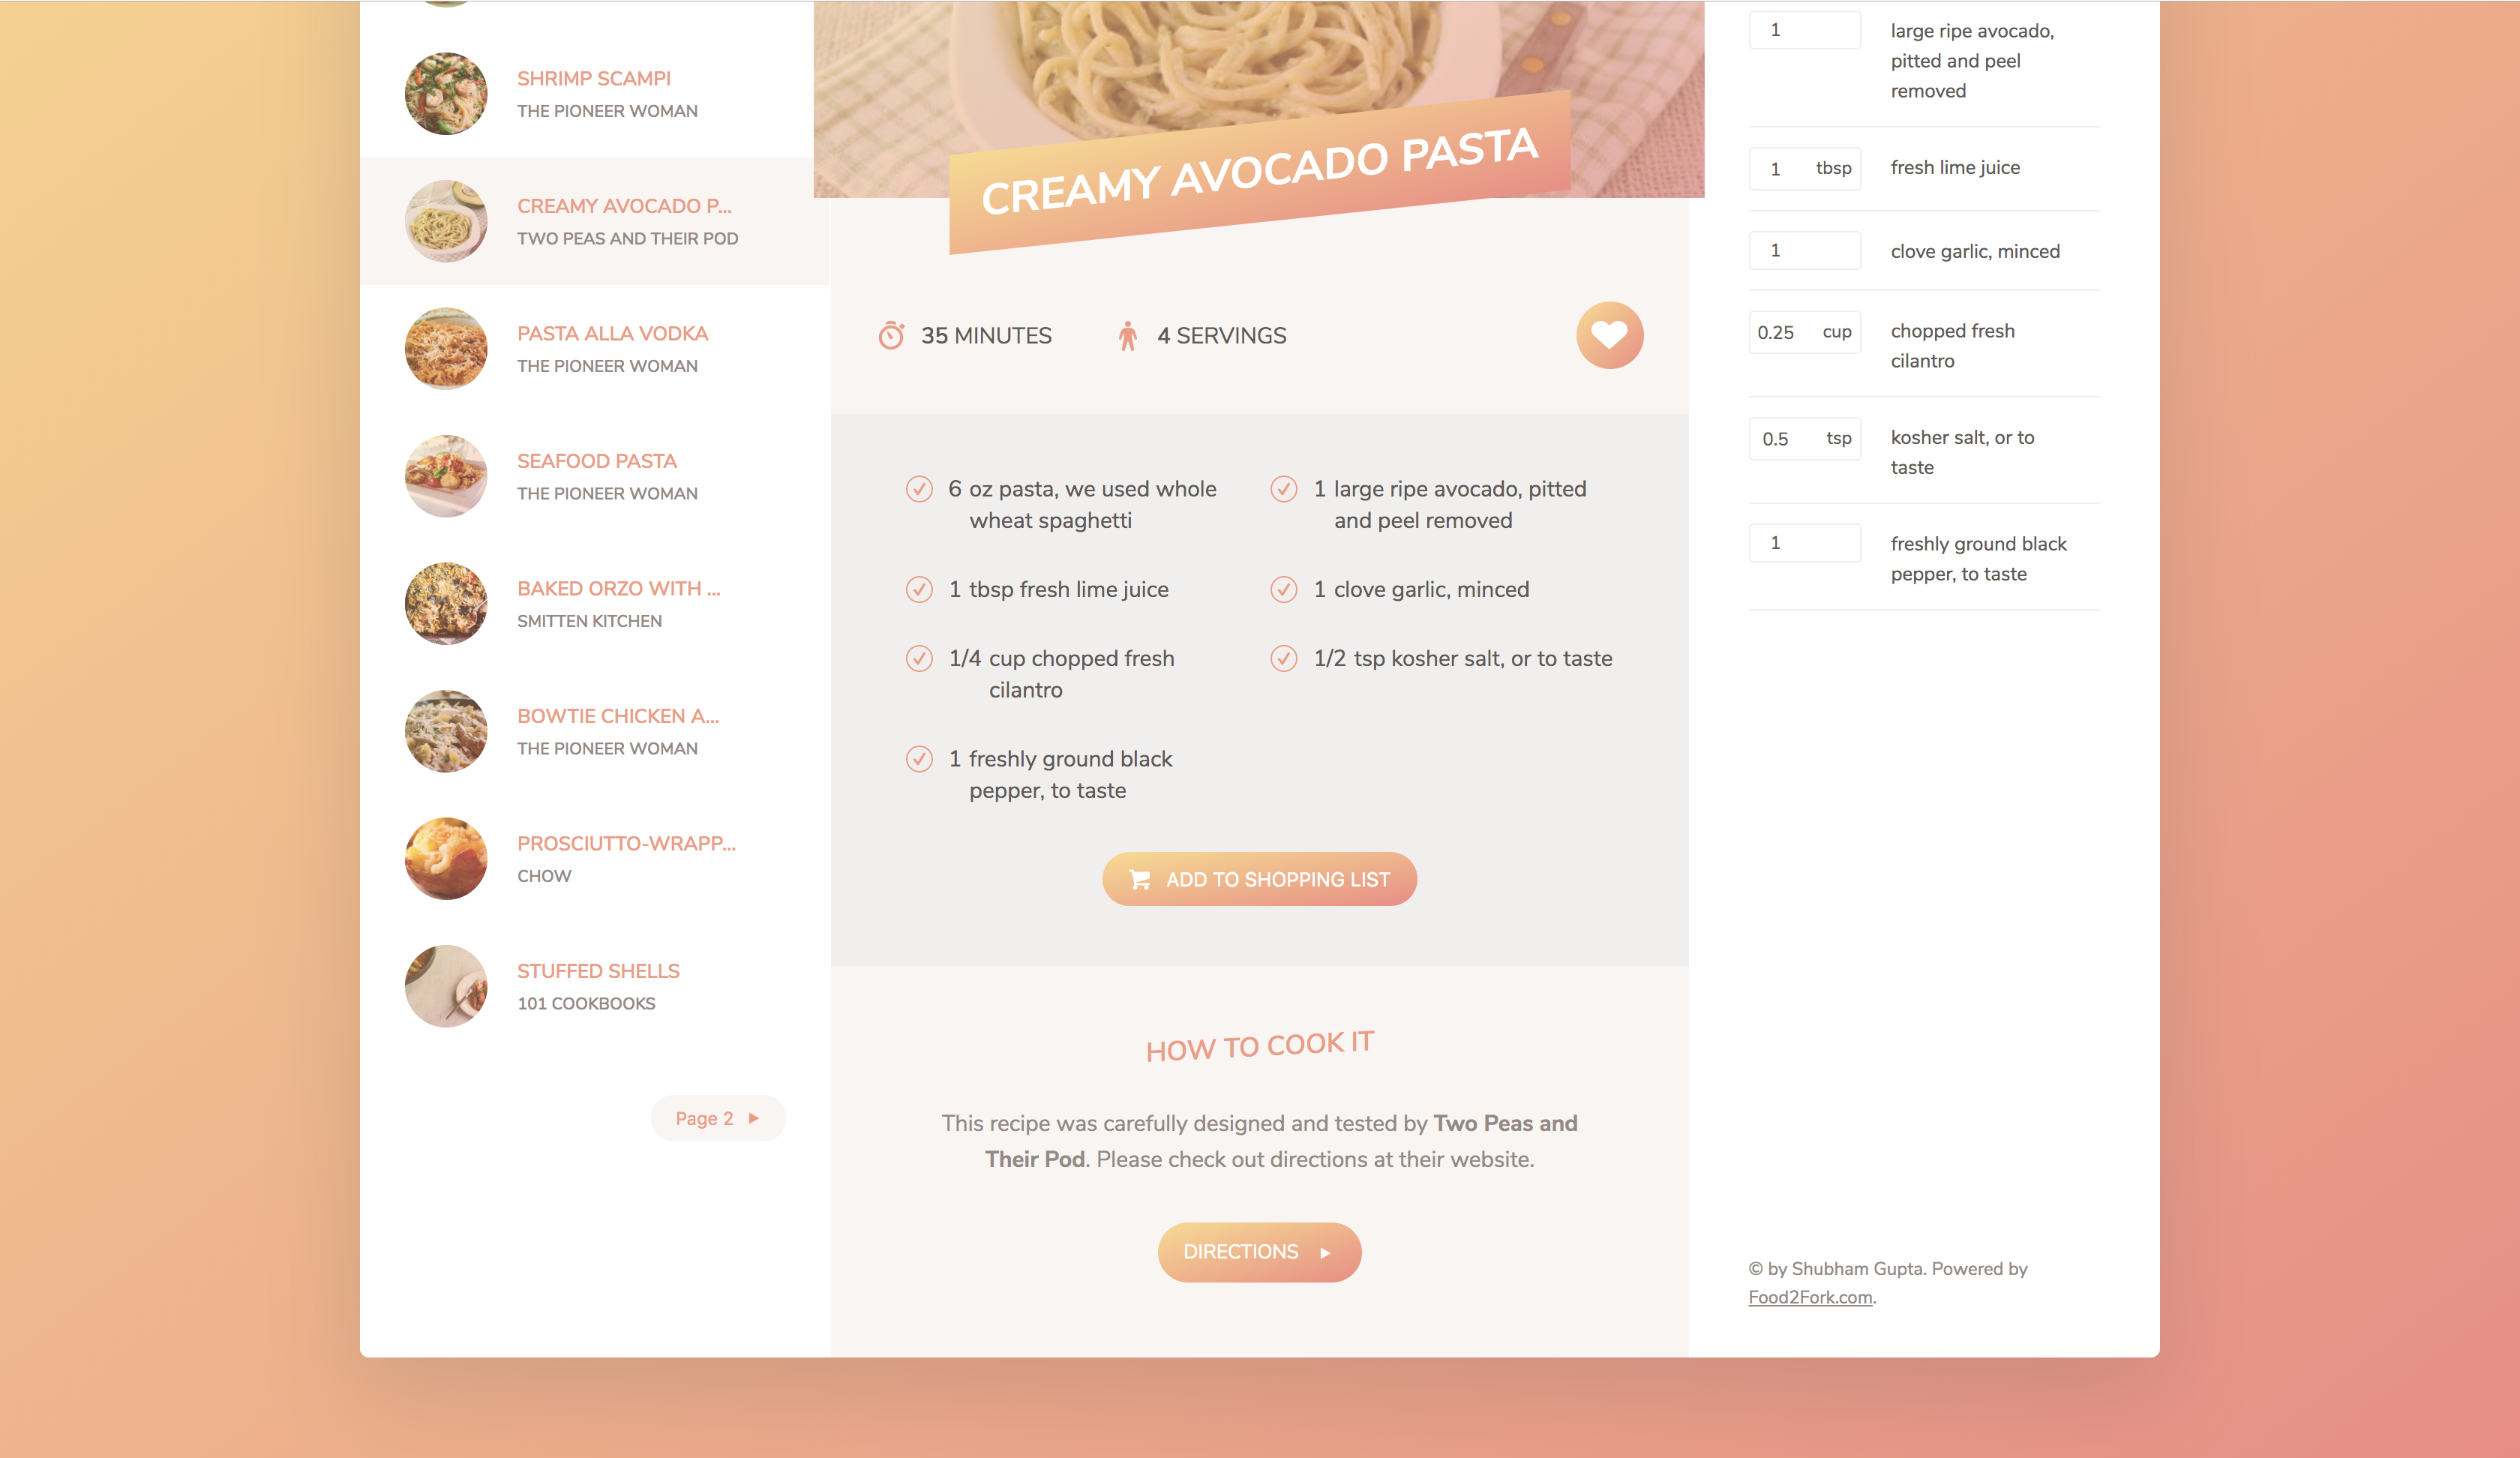 SHRIMP SCAMPI
THE PIONEER WOMAN
CREAMY AVOCADO P...
TWO PEAS AND THEIR POD
PASTA ALLA VODKA
THE PIONEER WOMAN
SEAFOOD PASTA
THE PIONEER WOMAN
BAKED ORZO WITH ...
SMITTEN KITCHEN
BOWTIE CHICKEN A...
THE PIONEER WOMAN
PROSCIUTTO-WRAPP...
CHOW
STUFFED SHELLS
101 COOKBOOKS
Page 2
CREAMY AVOCADO PASTA
35 MINUTES
4 SERVINGS
6 oz pasta, we used whole
wheat spaghetti
1 large ripe avocado, pitted
and peel removed
1 tbsp fresh lime juice
1 clove garlic, minced
1/4 cup chopped fresh
cilantro
1/2 tsp kosher salt, or to taste
1 freshly ground black
pepper, to taste
ADD TO SHOPPING LIST
HOW TO COOK IT
This recipe was carefully designed and tested by Two Peas and
Their Pod. Please check out directions at their website.
DIRECTIONS
1 large ripe avocado,
pitted and peel
removed
1 tbsp fresh lime juice
1 clove garlic, minced
0.25 cup chopped fresh
cilantro
0.5 tsp kosher salt, or to
taste
1 freshly ground black
pepper, to taste
© by Shubham Gupta. Powered by
Food2Fork.com.